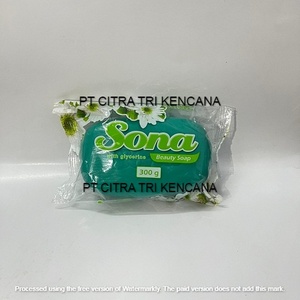 PT CITRA TRI KENCANA
Sona
with glycerine
Beauty Soap
300 g
PT CITRA TRI KENCANA
Processed using the free version of Watermarkly. The paid version does not add this mark.